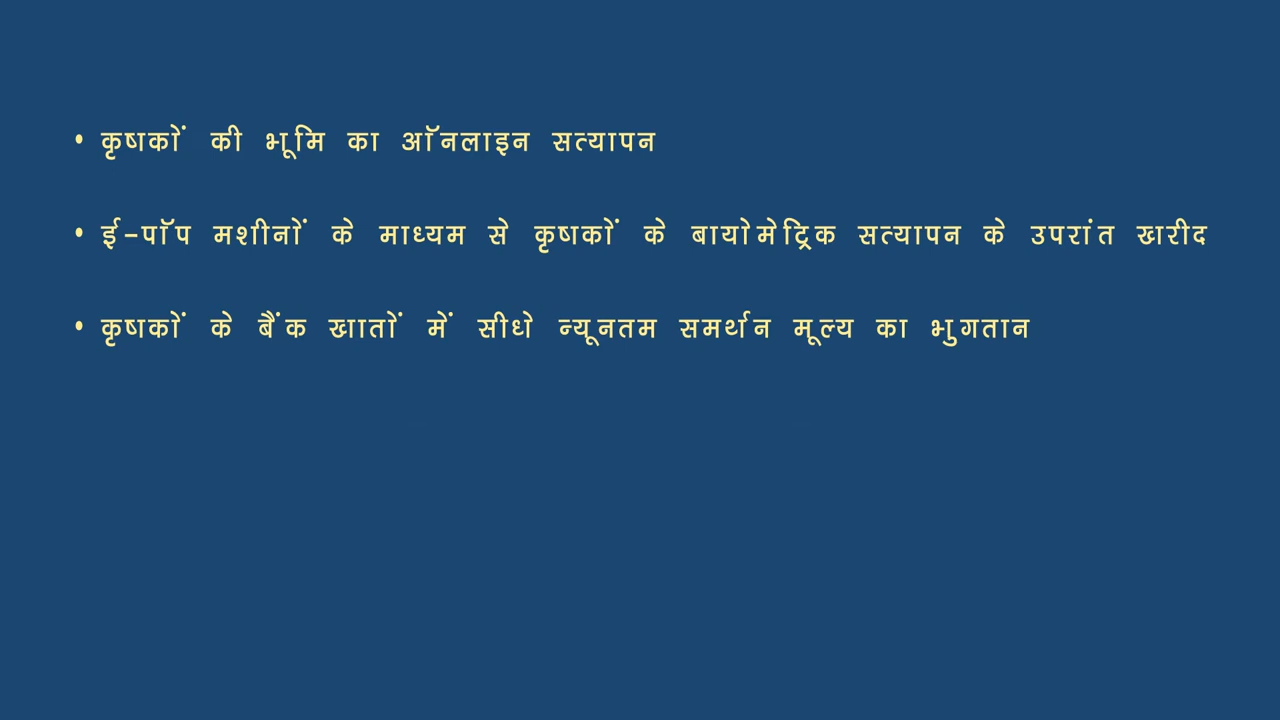 • कृषकों की भूमि का ऑनलाइन सत्यापन
• ई-पॉप मशीनों के माध्यम से कृषकों के बायोमेट्रिक सत्यापन के उपरांत खरीद
• कृषकों के बैंक खातों में सीधे न्यूनतम समर्थन मूल्य का भुगतान